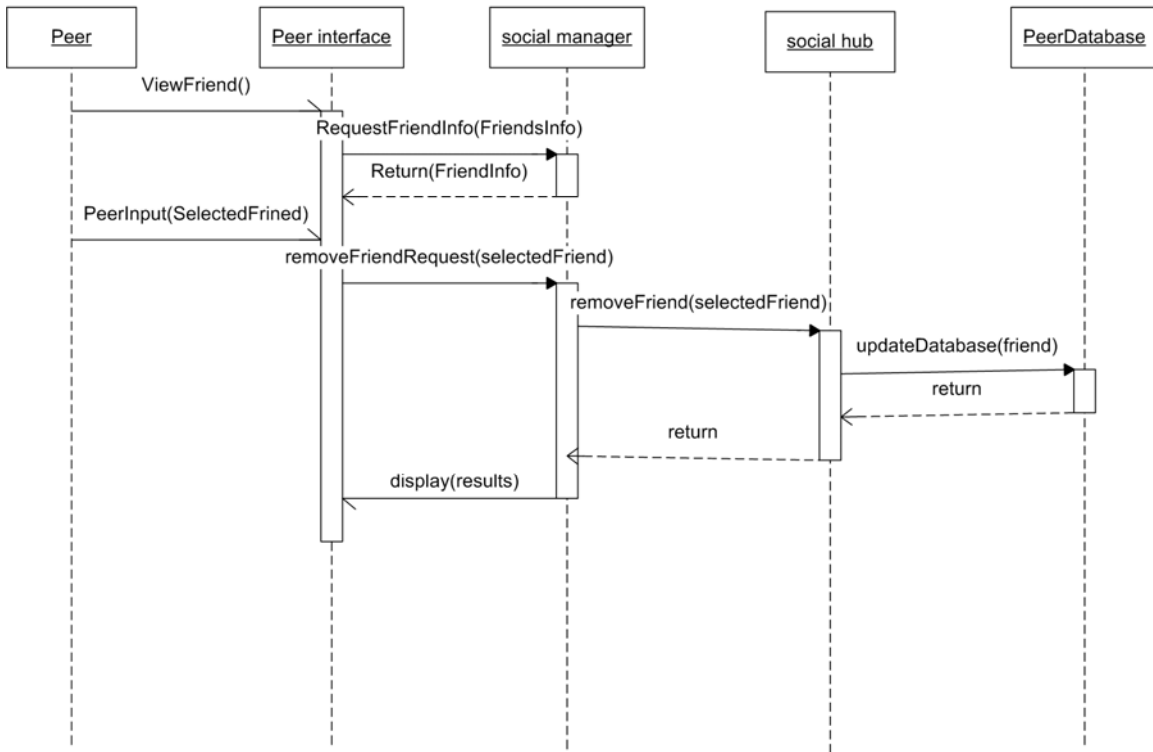 Peer
Peer interface
social manager
social hub
PeerDatabase
ViewFriend()
RequestFriendInfo(FriendsInfo)
Return(FriendInfo)
PeerInput(SelectedFrined)
removeFriendRequest(selectedFriend)
removeFriend(selectedFriend)
updateDatabase(friend)
return
return
display(results)